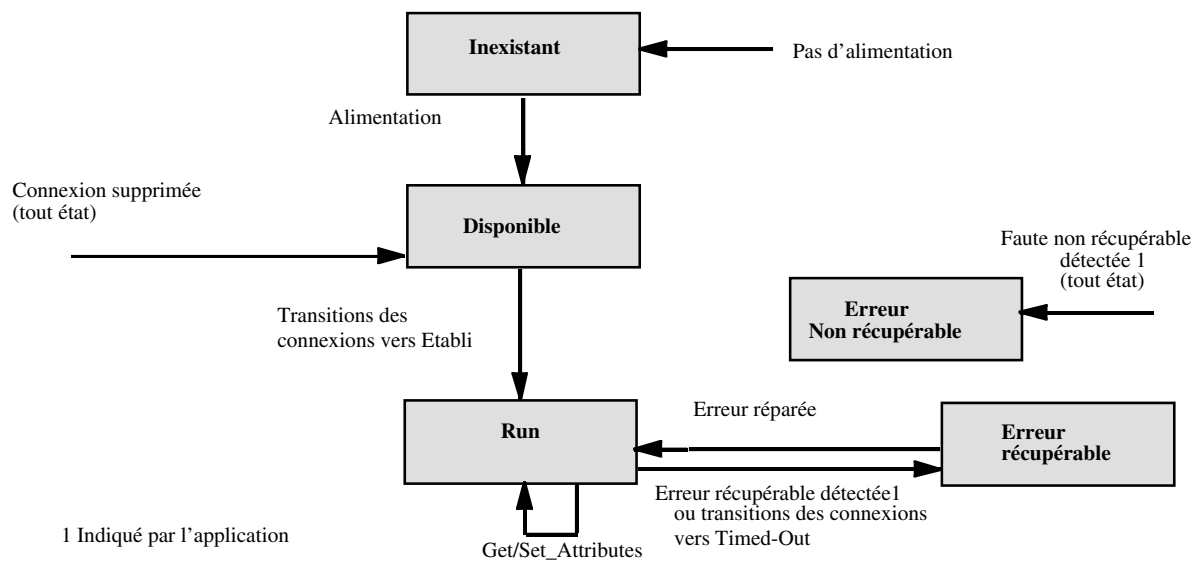 Inexistant
Pas d'alimentation
Alimentation
Connexion supprimée
(tout état)
Disponible
Faute non récupérable
détectée 1
(tout état)
Transitions des
connexions vers Etabli
Erreur
Non récupérable
Run
Erreur réparée
Erreur
récupérable
Erreur récupérable détectée1
ou transitions des connexions
vers Timed-Out
1 Indiqué par l'application
Get/Set_Attributes